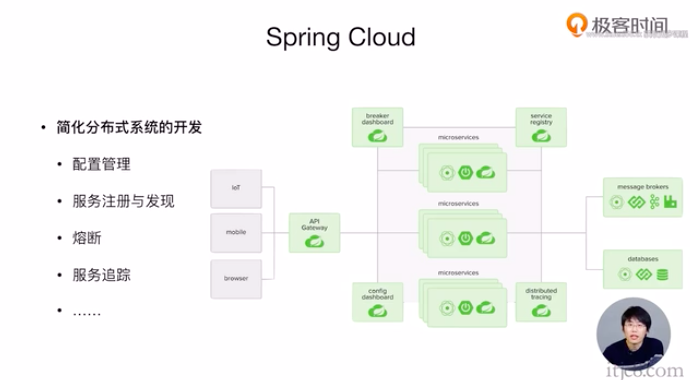 极客时间
Spring Cloud
• 简化分布式系统的开发
• 配置管理
• 服务注册与发现
• 熔断
• 服务追踪
• ……
IoT
mobile
browser
API
Gateway
breaker
dashboard
service
registry
microservices
microservices
microservices
config
dashboard
distributed
tracing
message brokers
databases
itjc8.com